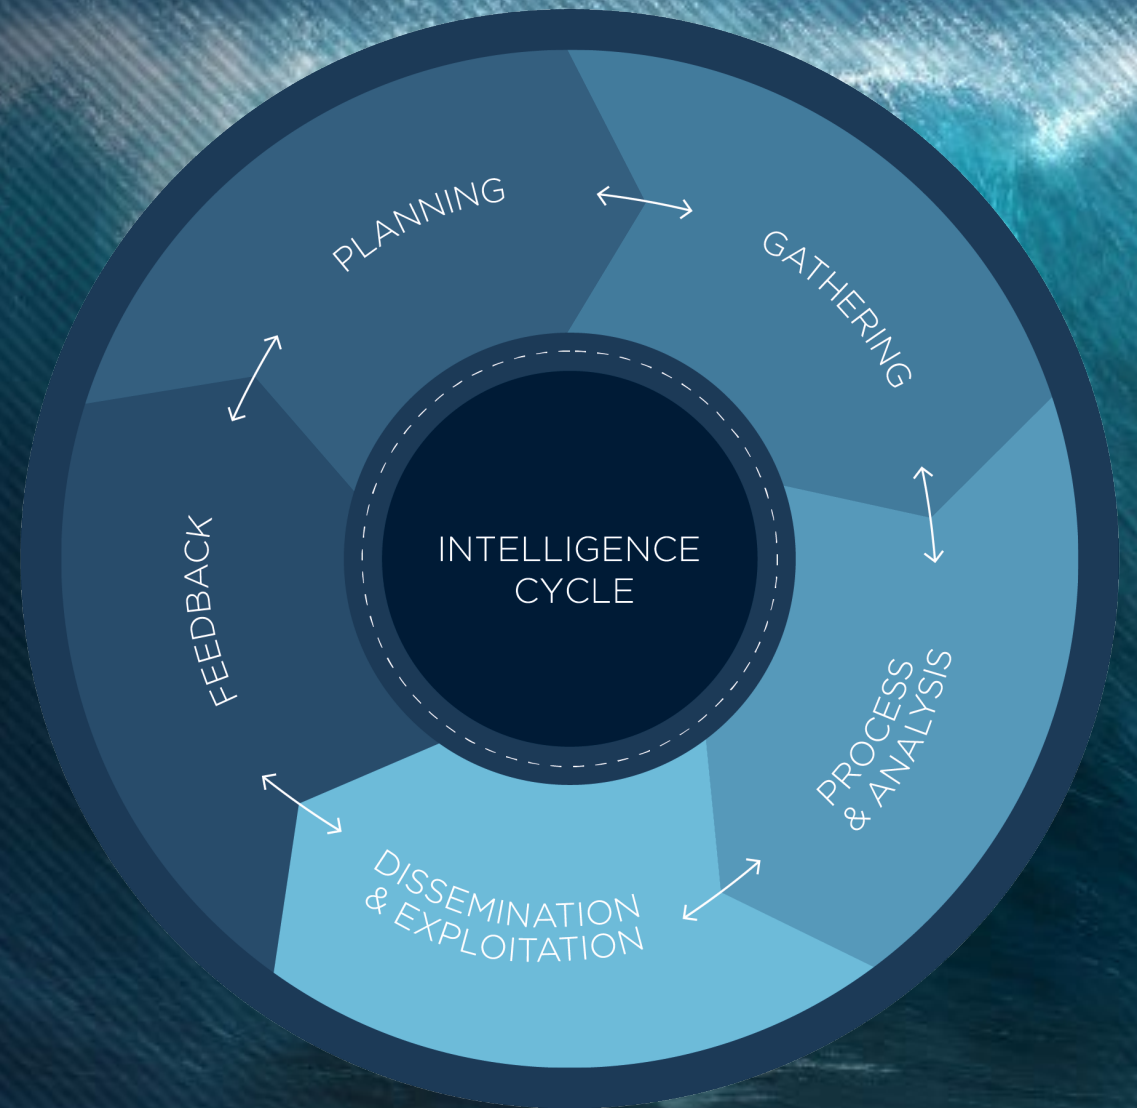 PLANNING
GATHERING
PROCESS
& ANALYSIS
DISSEMINATION
& EXPLOITATION
FEEDBACK
INTELLIGENCE
CYCLE